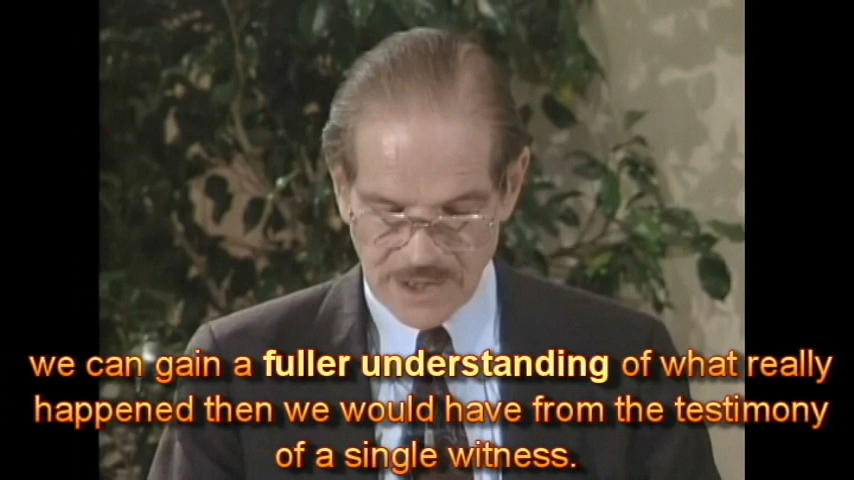 we can gain a fuller understanding of what really
happened then we would have from the testimony
of a single witness.